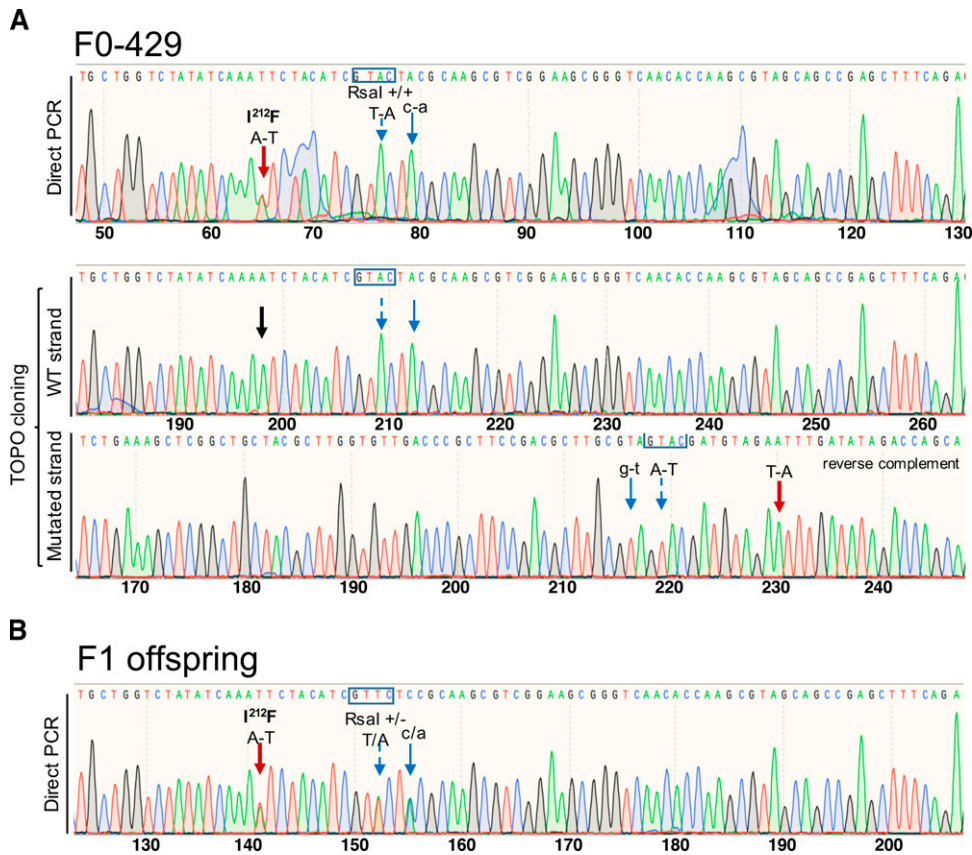 A
F0-429
Direct PCR
TGCTGGTCTATATCAAATTCTACATCGTACTACGCAAGCGTCGGAAGCGGGTCAACACCAAGCGTAGCAGCCGAGCTTTCAGA
RsaI +/+
I²¹²F T-A c-a
A-T
50 60 70 80 90 100 110 120 130
TOPO cloning
WT strand
TGCTGGTCTATATCAAAATCTACATCGTACTACGCAAGCGTCGGAAGCGGGTCAACACCAAGCGTAGCAGCCGAGCTTTCAGA
190 200 210 220 230 240 250 260
Mutated strand
TCTGAAAGCTCGGCTGCTACGCTTGGTGTTGACCCGCTTCCGACGCTTGCGTAGTACGATGTAGAATTTGATATAGACCAGCA
g-t A-T T-A reverse complement
170 180 190 200 210 220 230 240
B
F1 offspring
Direct PCR
TGCTGGTCTATATCAAATTCTACATCGTTCTCCGCAAGCGTCGGAAGCGGGTCAACACCAAGCGTAGCAGCCGAGCTTTCAGA
I²¹²F RsaI +/-
A-T T/A c/a
130 140 150 160 170 180 190 200